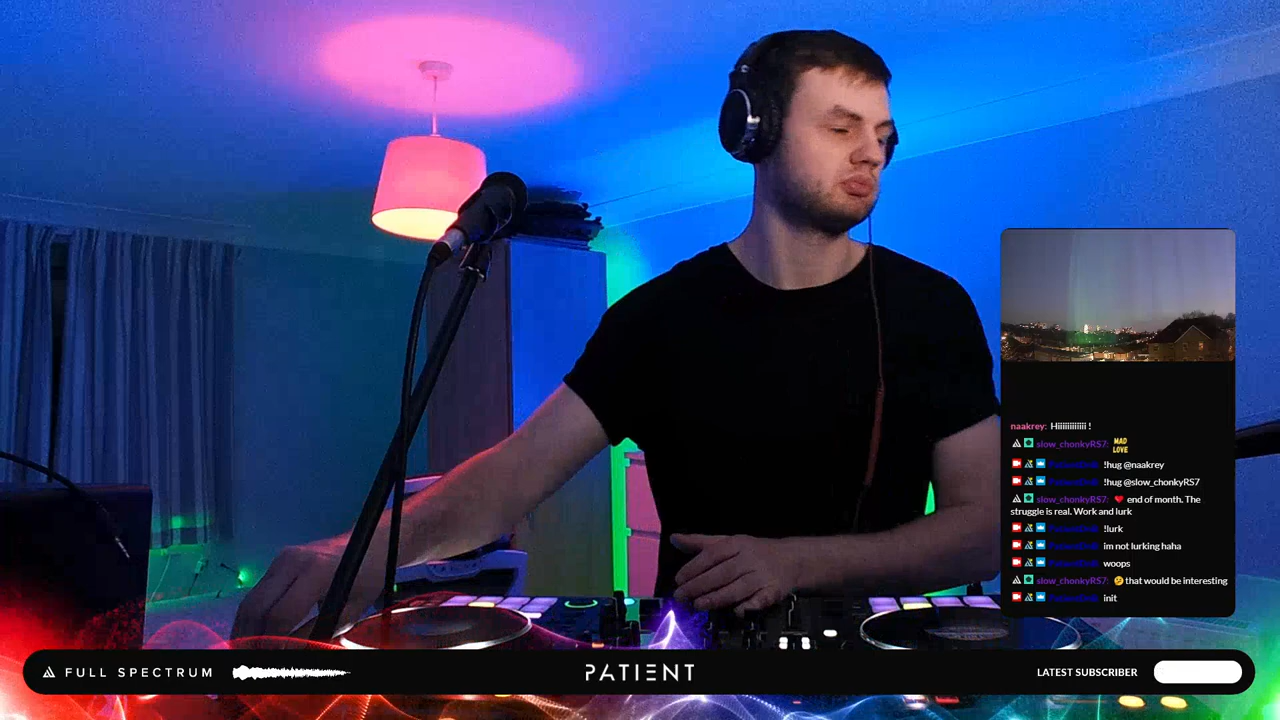 naakrey: Hiiiiiiiiiiiii !
slow_chonkyRS7: MAD LOVE
!hug @naakrey
!hug @slow_chonkyRS7
slow_chonkyRS7: ❤️ end of month. The
struggle is real. Work and lurk
!lurk
im not lurking haha
woops
slow_chonkyRS7: 🤔 that would be interesting
init
FULL SPECTRUM
PATIENT
LATEST SUBSCRIBER